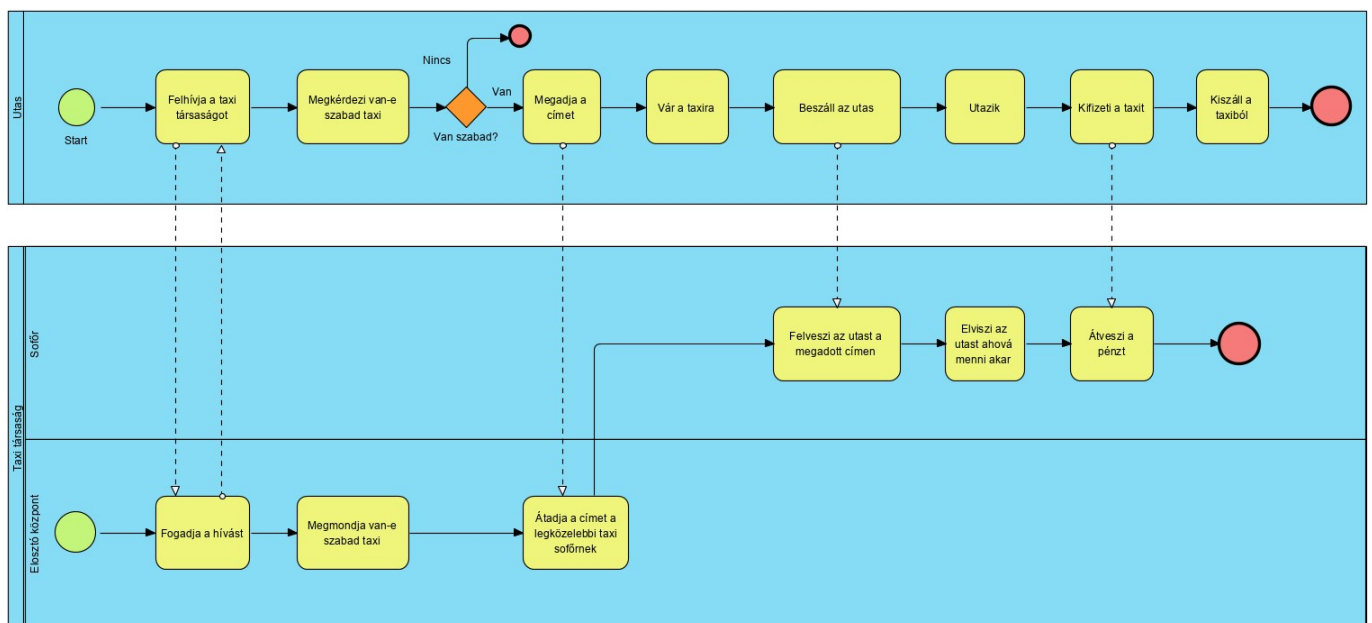 Utas
Start
Felhívja a taxi
társaságot
Megkérdezi van-e
szabad taxi
Nincs
Van
Van szabad?
Megadja a
címet
Vár a taxira
Beszáll az utas
Utazik
Kifizeti a taxit
Kiszáll a
taxiból
Taxi társaság
Sofőr
Felveszi az utast a
megadott címen
Elviszi az
utast ahová
menni akar
Átveszi a
pénzt
Elosztó központ
Fogadja a hívást
Megmondja van-e
szabad taxi
Átadja a címet a
legközelebbi taxi
sofőrnek